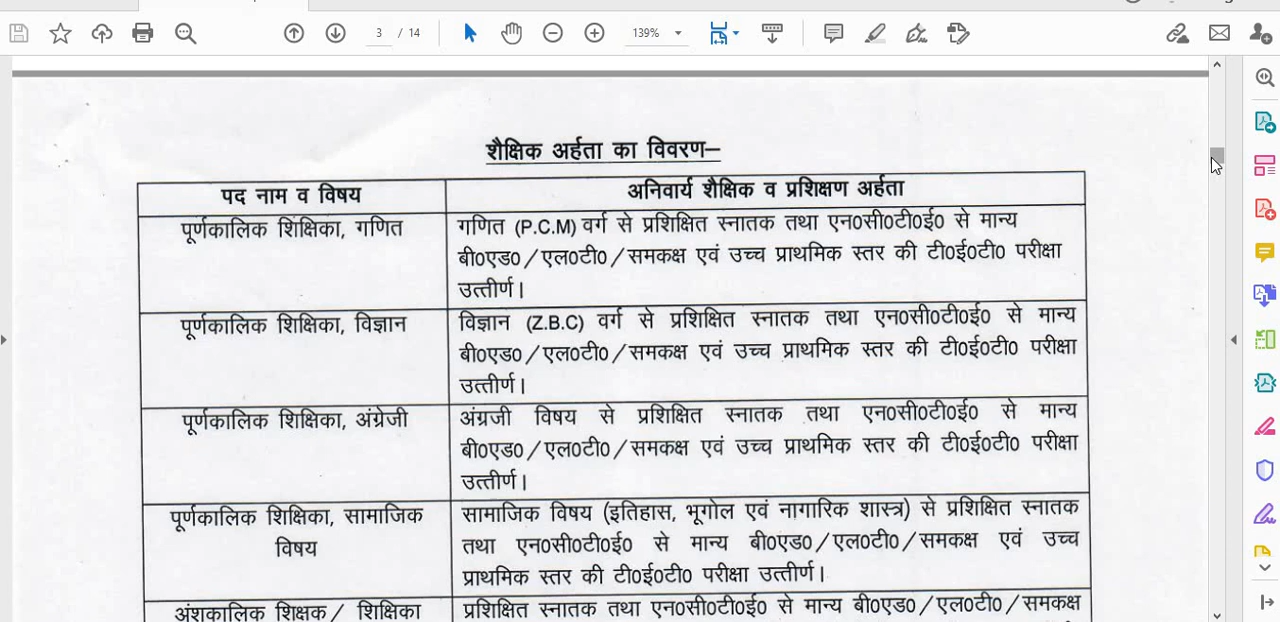 3 / 14
139%
शैक्षिक अर्हता का विवरण–
पद नाम व विषय
अनिवार्य शैक्षिक व प्रशिक्षण अर्हता
पूर्णकालिक शिक्षिका, गणित
गणित (P.C.M) वर्ग से प्रशिक्षित स्नातक तथा एन0सी0टी0ई0 से मान्य
बी0एड0/एल0टी0/समकक्ष एवं उच्च प्राथमिक स्तर की टी0ई0टी0 परीक्षा
उत्तीर्ण।
पूर्णकालिक शिक्षिका, विज्ञान
विज्ञान (Z.B.C) वर्ग से प्रशिक्षित स्नातक तथा एन0सी0टी0ई0 से मान्य
बी0एड0/एल0टी0/समकक्ष एवं उच्च प्राथमिक स्तर की टी0ई0टी0 परीक्षा
उत्तीर्ण।
पूर्णकालिक शिक्षिका, अंग्रेजी
अंग्रजी विषय से प्रशिक्षित स्नातक तथा एन0सी0टी0ई0 से मान्य
बी0एड0/एल0टी0/समकक्ष एवं उच्च प्राथमिक स्तर की टी0ई0टी0 परीक्षा
उत्तीर्ण।
पूर्णकालिक शिक्षिका, सामाजिक
विषय
सामाजिक विषय (इतिहास, भूगोल एवं नागरिक शास्त्र) से प्रशिक्षित स्नातक
तथा एन0सी0टी0ई0 से मान्य बी0एड0/एल0टी0/समकक्ष एवं उच्च
प्राथमिक स्तर की टी0ई0टी0 परीक्षा उत्तीर्ण।
अंशकालिक शिक्षक/ शिक्षिका
प्रशिक्षित स्नातक तथा एन0सी0टी0ई0 से मान्य बी0एड0/एल0टी0/समकक्ष